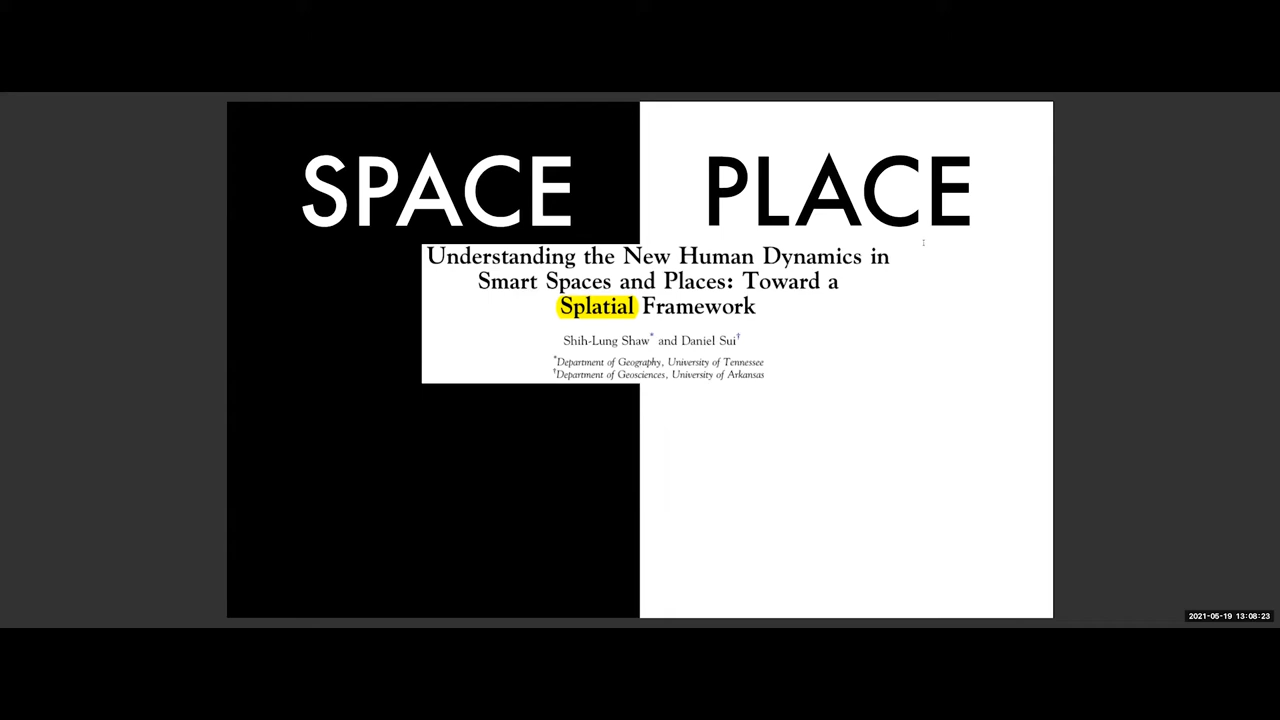 SPACE PLACE
Understanding the New Human Dynamics in
Smart Spaces and Places: Toward a
Splatial Framework
Shih-Lung Shaw* and Daniel Sui†
*Department of Geography, University of Tennessee
†Department of Geosciences, University of Arkansas
2021-05-19 13:08:23